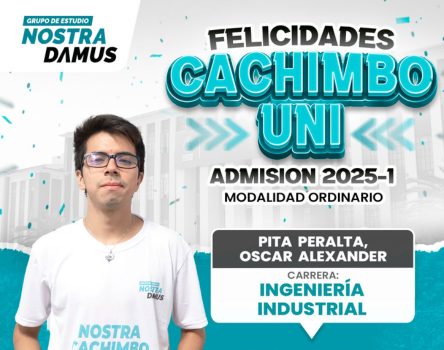 GRUPO DE ESTUDIO
NOSTRA
DAMUS
FELICIDADES
CACHIMBO
UNI
ADMISION 2025-1
MODALIDAD ORDINARIO
PITA PERALTA,
OSCAR ALEXANDER
CARRERA:
INGENIERÍA
INDUSTRIAL
NOSTRA
DAMUS
NOSTRA
CACHIMBO